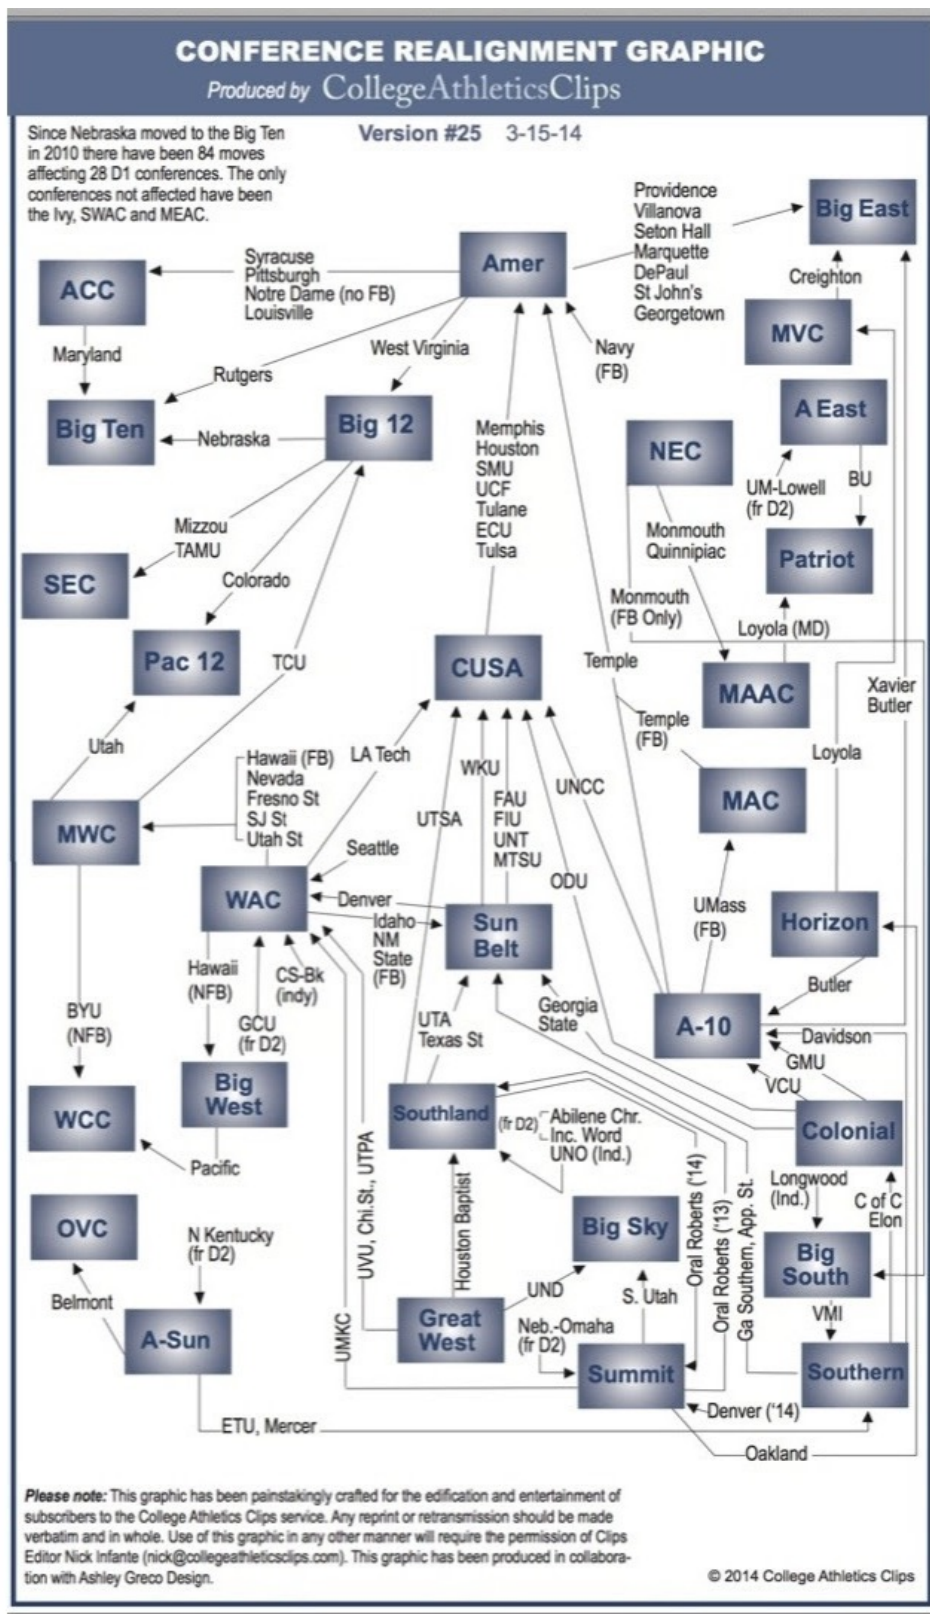 CONFERENCE REALIGNMENT GRAPHIC
Produced by CollegeAthleticsClips
Version #25 3-15-14
Since Nebraska moved to the Big Ten
in 2010 there have been 84 moves
affecting 28 D1 conferences. The only
conferences not affected have been
the Ivy, SWAC and MEAC.
Providence
Villanova
Seton Hall
Marquette
DePaul
St John's
Georgetown
Big East
Amer
ACC
Syracuse
Pittsburgh
Notre Dame (no FB)
Louisville
Creighton
MVC
Maryland
Rutgers
West Virginia
Navy
(FB)
Big Ten
Nebraska
Big 12
A East
NEC
Memphis
Houston
SMU
UCF
Tulane
ECU
Tulsa
UM-Lowell
(fr D2)
BU
Mizzou
TAMU
Monmouth
Quinnipiac
Patriot
SEC
Colorado
Monmouth
(FB Only)
Loyola (MD)
Pac 12
TCU
CUSA
Temple
MAAC
Xavier
Butler
Temple
(FB)
Utah
LA Tech
Loyola
Hawaii (FB)
Nevada
Fresno St
SJ St
Utah St
WKU
UNCC
MAC
MWC
UTSA
FAU
FIU
UNT
MTSU
Seattle
ODU
WAC
Denver
Idaho
NM
State
(FB)
Sun
Belt
UMass
(FB)
Horizon
Hawaii
(NFB)
CS-Bk
(indy)
Butler
BYU
(NFB)
GCU
(fr D2)
UTA
Texas St
Georgia
State
A-10
Davidson
GMU
VCU
Big
West
WCC
Southland
(fr D2)
Abilene Chr.
Inc. Word
UNO (Ind.)
Colonial
Pacific
UVU, Chi.St., UTPA
Houston Baptist
Oral Roberts ('14)
Oral Roberts ('13)
Ga Southern, App. St.
Longwood
(Ind.)
C of C
Elon
OVC
N Kentucky
(fr D2)
Big Sky
Big
South
Belmont
UND
S. Utah
A-Sun
UMKC
Great
West
Neb.-Omaha
(fr D2)
VMI
Summit
Southern
Denver ('14)
ETU, Mercer
Oakland
Please note: This graphic has been painstakingly crafted for the edification and entertainment of
subscribers to the College Athletics Clips service. Any reprint or retransmission should be made
verbatim and in whole. Use of this graphic in any other manner will require the permission of Clips
Editor Nick Infante (nick@collegeathleticsclips.com). This graphic has been produced in collabora-
tion with Ashley Greco Design.
© 2014 College Athletics Clips